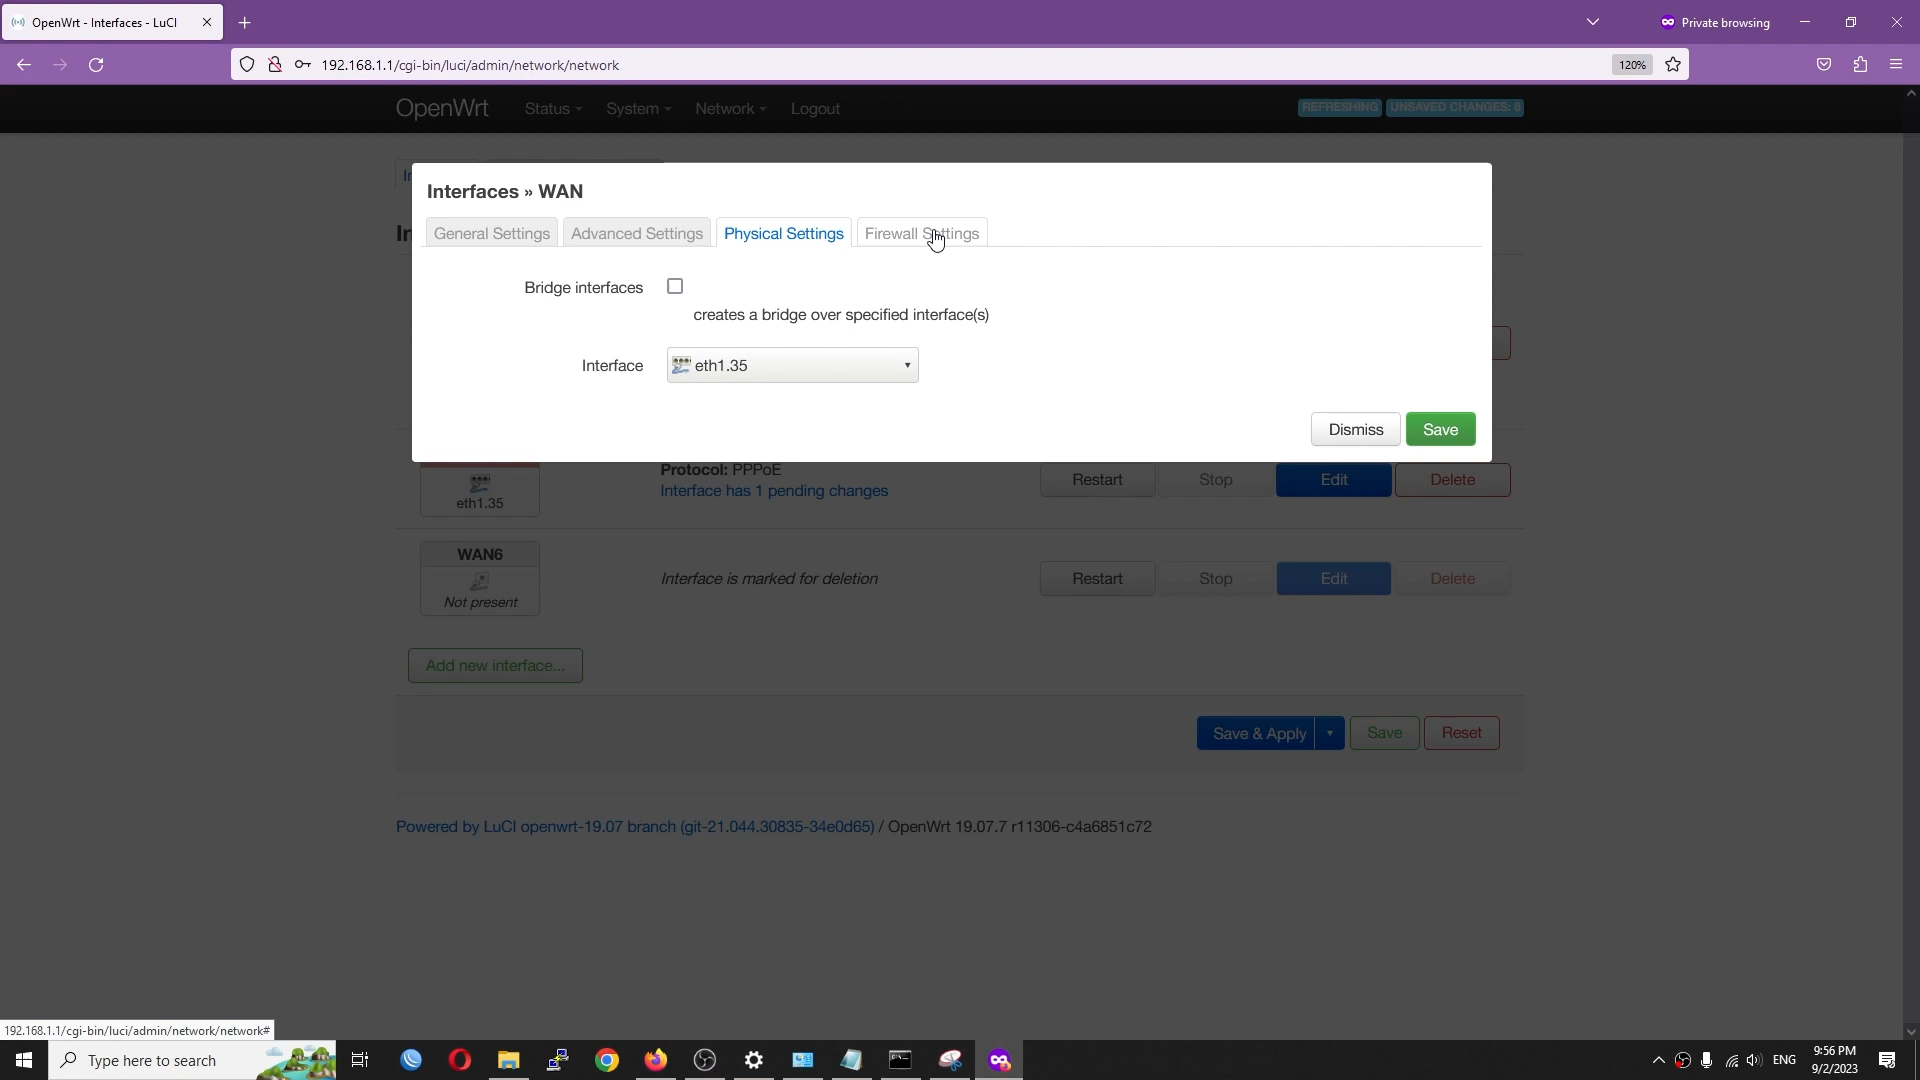 OpenWrt - Interfaces - LuCI
Private browsing
192.168.1.1/cgi-bin/luci/admin/network/network
120%
OpenWrt Status System Network Logout
REFRESHING UNSAVED CHANGES: 6
Interfaces » WAN
General Settings Advanced Settings Physical Settings Firewall Settings
Bridge interfaces
creates a bridge over specified interface(s)
Interface eth1.35
Dismiss Save
Protocol: PPPoE
Interface has 1 pending changes
eth1.35
Restart Stop Edit Delete
WAN6
Not present
Interface is marked for deletion
Restart Stop Edit Delete
Add new interface...
Save & Apply Save Reset
Powered by LuCI openwrt-19.07 branch (git-21.044.30835-34e0d65) / OpenWrt 19.07.7 r11306-c4a6851c72
192.168.1.1/cgi-bin/luci/admin/network/network#
Type here to search
ENG
9:56 PM
9/2/2023